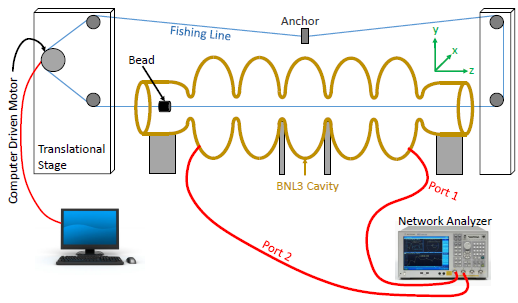 Anchor
Fishing Line
Computer Driven Motor
Bead
y
x
z
Translational
Stage
BNL3 Cavity
Port 1
Network Analyzer
Port 2